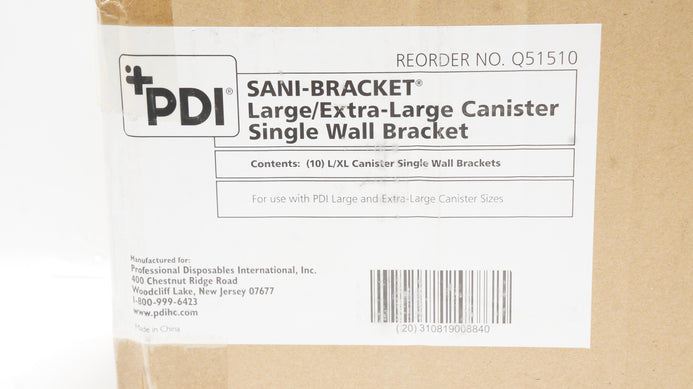 REORDER NO. Q51510
PDI®
SANI-BRACKET®
Large/Extra-Large Canister
Single Wall Bracket
Contents: (10) L/XL Canister Single Wall Brackets
For use with PDI Large and Extra-Large Canister Sizes
Manufactured for:
Professional Disposables International, Inc.
400 Chestnut Ridge Road
Woodcliff Lake, New Jersey 07677
1-800-999-6423
www.pdihc.com
Made in China
(20) 310819008840